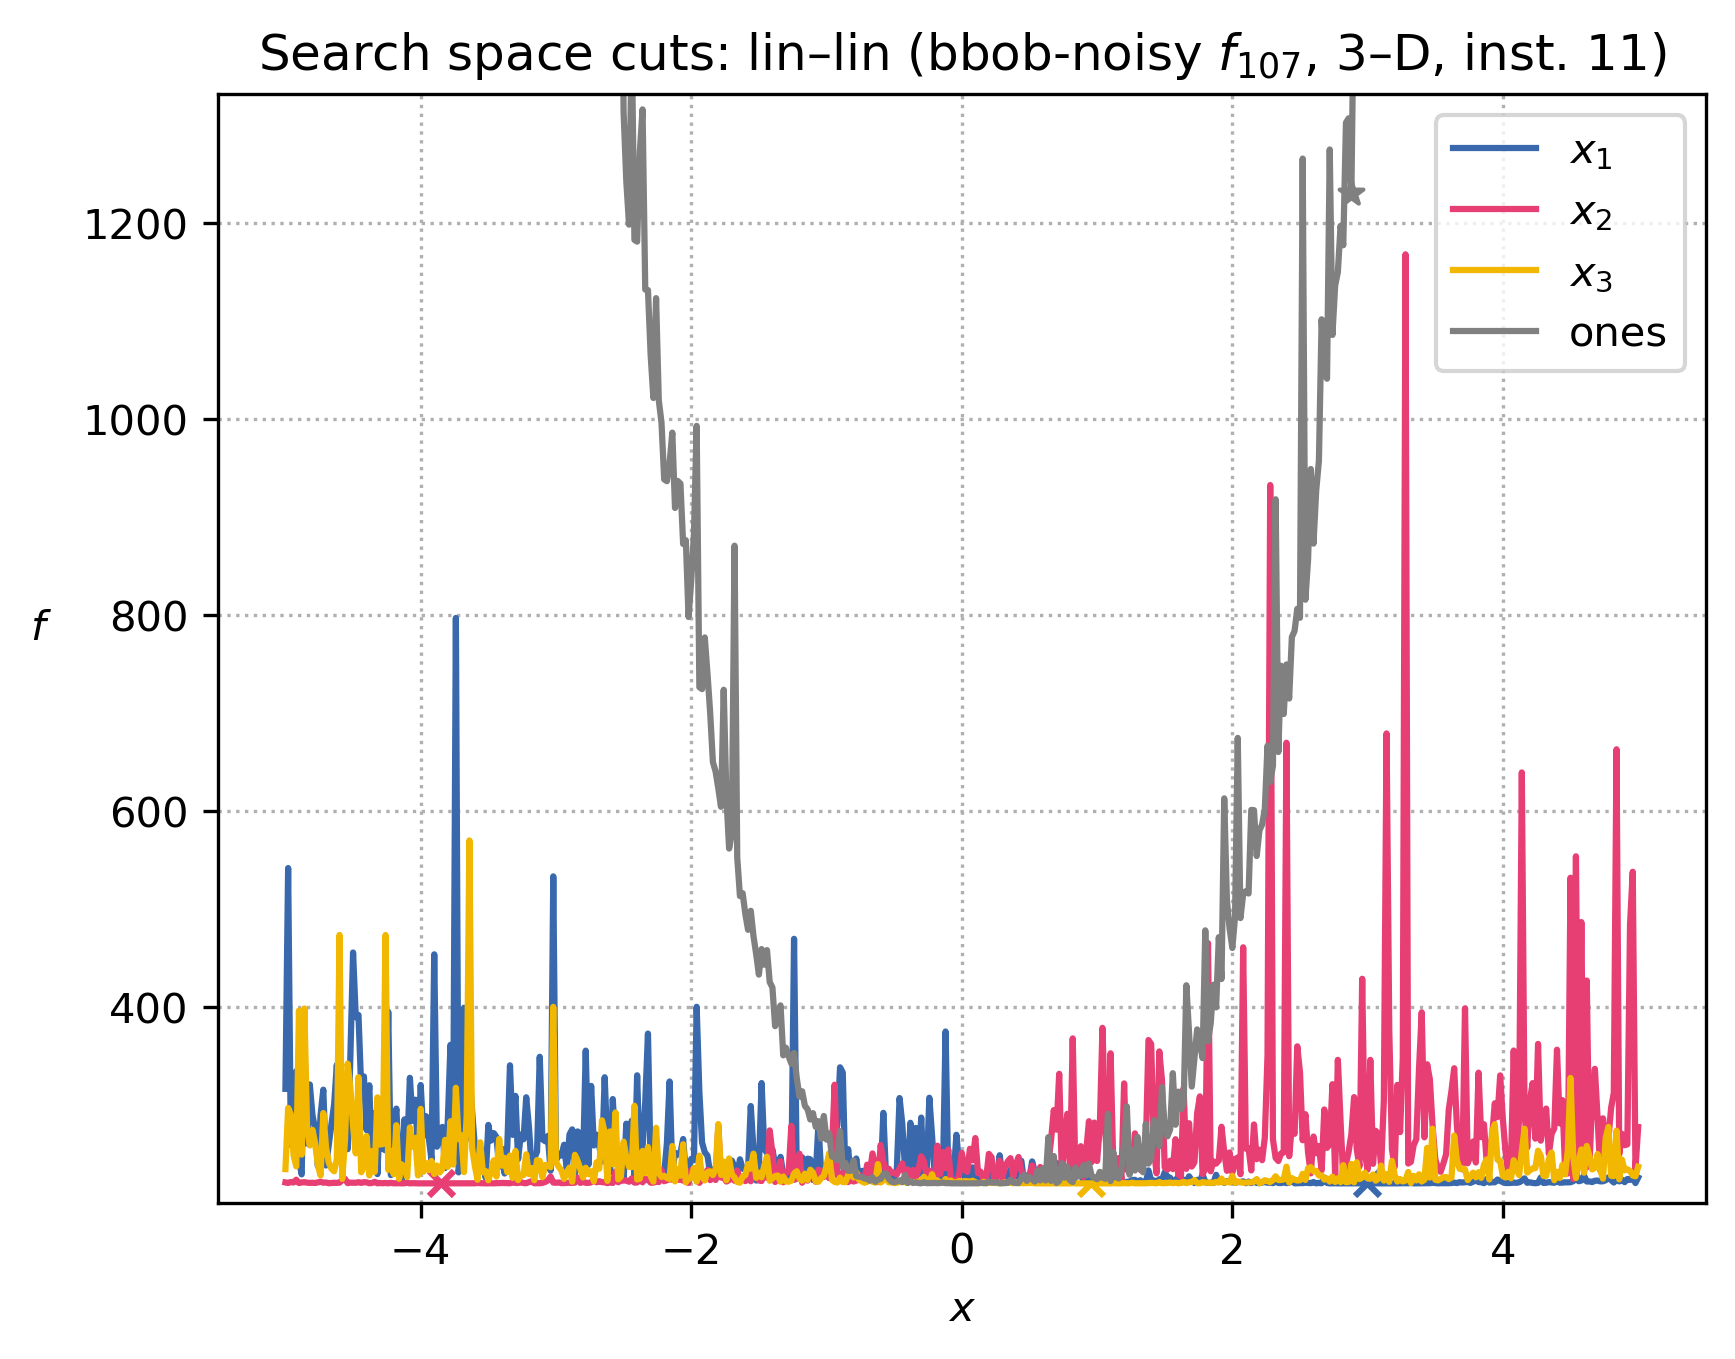 Search space cuts: lin–lin (bbob-noisy f107, 3–D, inst. 11)
x1
x2
x3
ones
f
1200
1000
800
600
400
−4
−2
0
2
4
x